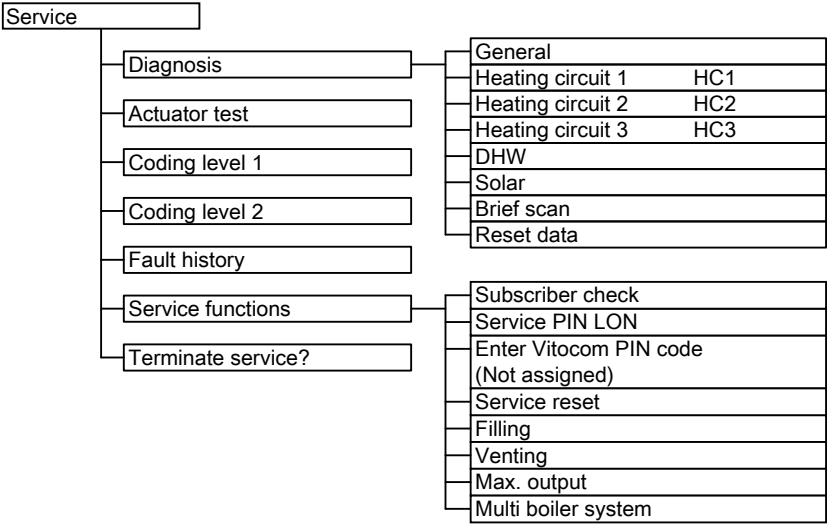 Service
Diagnosis
General
Heating circuit 1 HC1
Heating circuit 2 HC2
Heating circuit 3 HC3
DHW
Solar
Brief scan
Reset data
Actuator test
Coding level 1
Coding level 2
Fault history
Service functions
Subscriber check
Service PIN LON
Enter Vitocom PIN code
(Not assigned)
Service reset
Filling
Venting
Max. output
Multi boiler system
Terminate service?